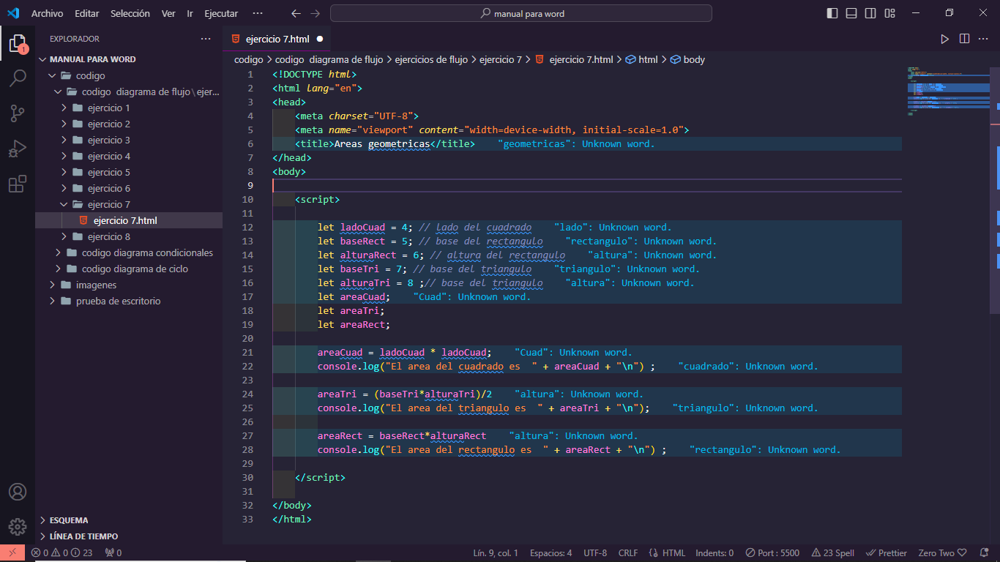 Archivo Editar Selección Ver Ir Ejecutar ··· manual para word
EXPLORADOR ···
MANUAL PARA WORD
codigo
codigo diagrama de flujo\ejer...
ejercicio 1
ejercicio 2
ejercicio 3
ejercicio 4
ejercicio 5
ejercicio 6
ejercicio 7
ejercicio 7.html
ejercicio 8
codigo diagrama condicionales
codigo diagrama de ciclo
imagenes
prueba de escritorio
ESQUEMA
LÍNEA DE TIEMPO
1
ejercicio 7.html
codigo > codigo diagrama de flujo > ejercicios de flujo > ejercicio 7 > ejercicio 7.html > html > body
1 <!DOCTYPE html>
2 <html lang="en">
3 <head>
4 <meta charset="UTF-8">
5 <meta name="viewport" content="width=device-width, initial-scale=1.0">
6 <title>Areas geometricas</title> "geometricas": Unknown word.
7 </head>
8 <body>
9
10 <script>
11
12 let ladoCuad = 4; // lado del cuadrado "lado": Unknown word.
13 let baseRect = 5; // base del rectangulo "rectangulo": Unknown word.
14 let alturaRect = 6; // altura del rectangulo "altura": Unknown word.
15 let baseTri = 7; // base del triangulo "triangulo": Unknown word.
16 let alturaTri = 8 ;// base del triangulo "altura": Unknown word.
17 let areaCuad; "Cuad": Unknown word.
18 let areaTri;
19 let areaRect;
20
21 areaCuad = ladoCuad * ladoCuad; "Cuad": Unknown word.
22 console.log("El area del cuadrado es  " + areaCuad + "\n") ; "cuadrado": Unknown word.
23
24 areaTri = (baseTri*alturaTri)/2 "altura": Unknown word.
25 console.log("El area del triangulo es  " + areaTri + "\n"); "triangulo": Unknown word.
26
27 areaRect = baseRect*alturaRect "altura": Unknown word.
28 console.log("El area del rectangulo es  " + areaRect + "\n") ; "rectangulo": Unknown word.
29
30 </script>
31
32 </body>
33 </html>
0 0 23 0 Lín. 9, col. 1 Espacios: 4 UTF-8 CRLF {} HTML Indents: 0 Port : 5500 23 Spell Prettier Zero Two